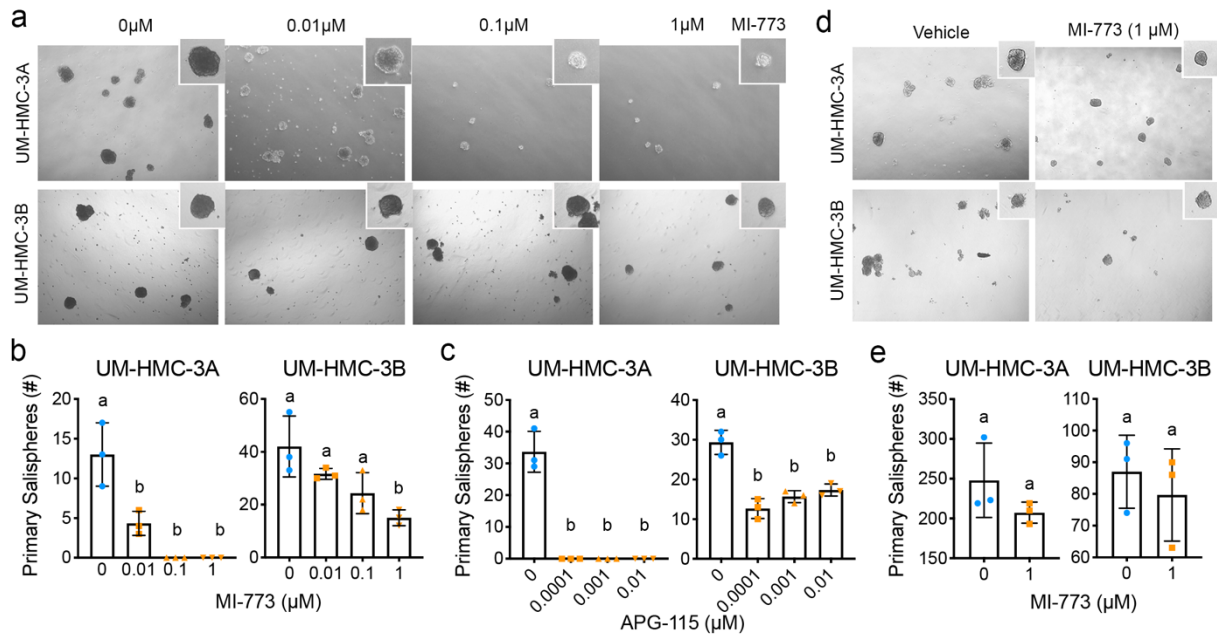 a
0µM 0.01µM 0.1µM 1µM MI-773
UM-HMC-3A
UM-HMC-3B
d
Vehicle MI-773 (1 µM)
UM-HMC-3A
UM-HMC-3B
b
UM-HMC-3A
Primary Salispheres (#)
20
15
10
5
0
a
b
b
b
0 0.01 0.1 1
UM-HMC-3B
60
40
20
0
a
a
a
b
0 0.01 0.1 1
MI-773 (µM)
c
UM-HMC-3A
Primary Salispheres (#)
50
40
30
20
10
0
a
b
b
b
0 0.0001 0.001 0.01
UM-HMC-3B
40
30
20
10
0
a
b
b
b
0 0.0001 0.001 0.01
APG-115 (µM)
e
UM-HMC-3A
Primary Salispheres (#)
350
300
250
200
150
a
a
0 1
UM-HMC-3B
110
100
90
80
70
60
a
a
0 1
MI-773 (µM)